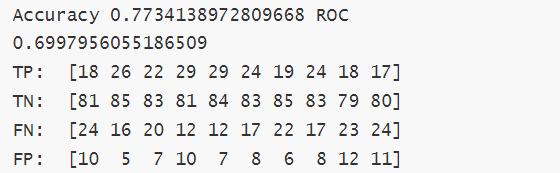 Accuracy 0.7734138972809668 ROC
0.6997956055186509
TP:  [18 26 22 29 29 24 19 24 18 17]
TN:  [81 85 83 81 84 83 85 83 79 80]
FN:  [24 16 20 12 12 17 22 17 23 24]
FP:  [10  5  7 10  7  8  6  8 12 11]